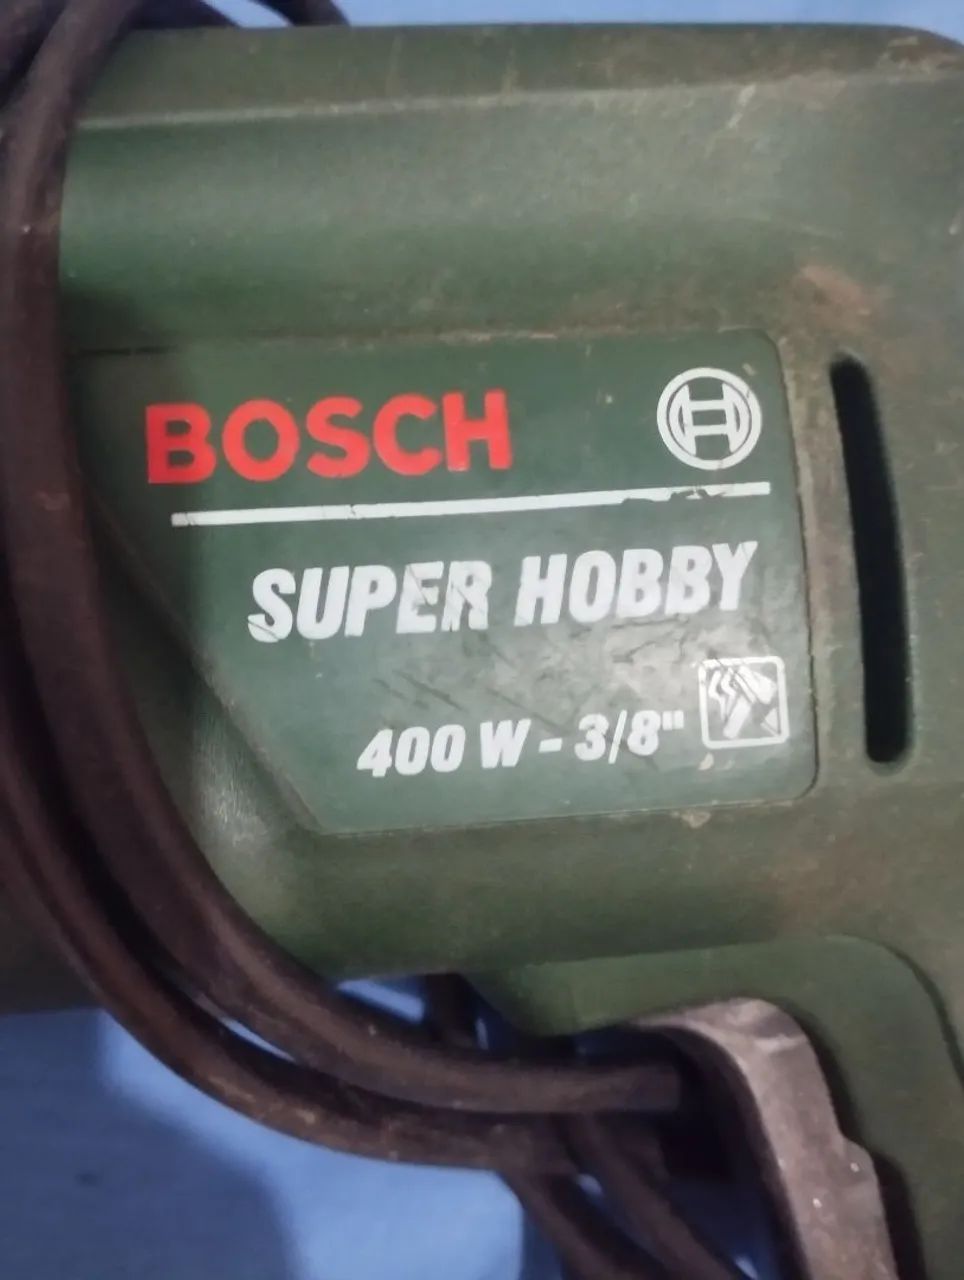 BOSCH
SUPER HOBBY
400 W - 3/8"